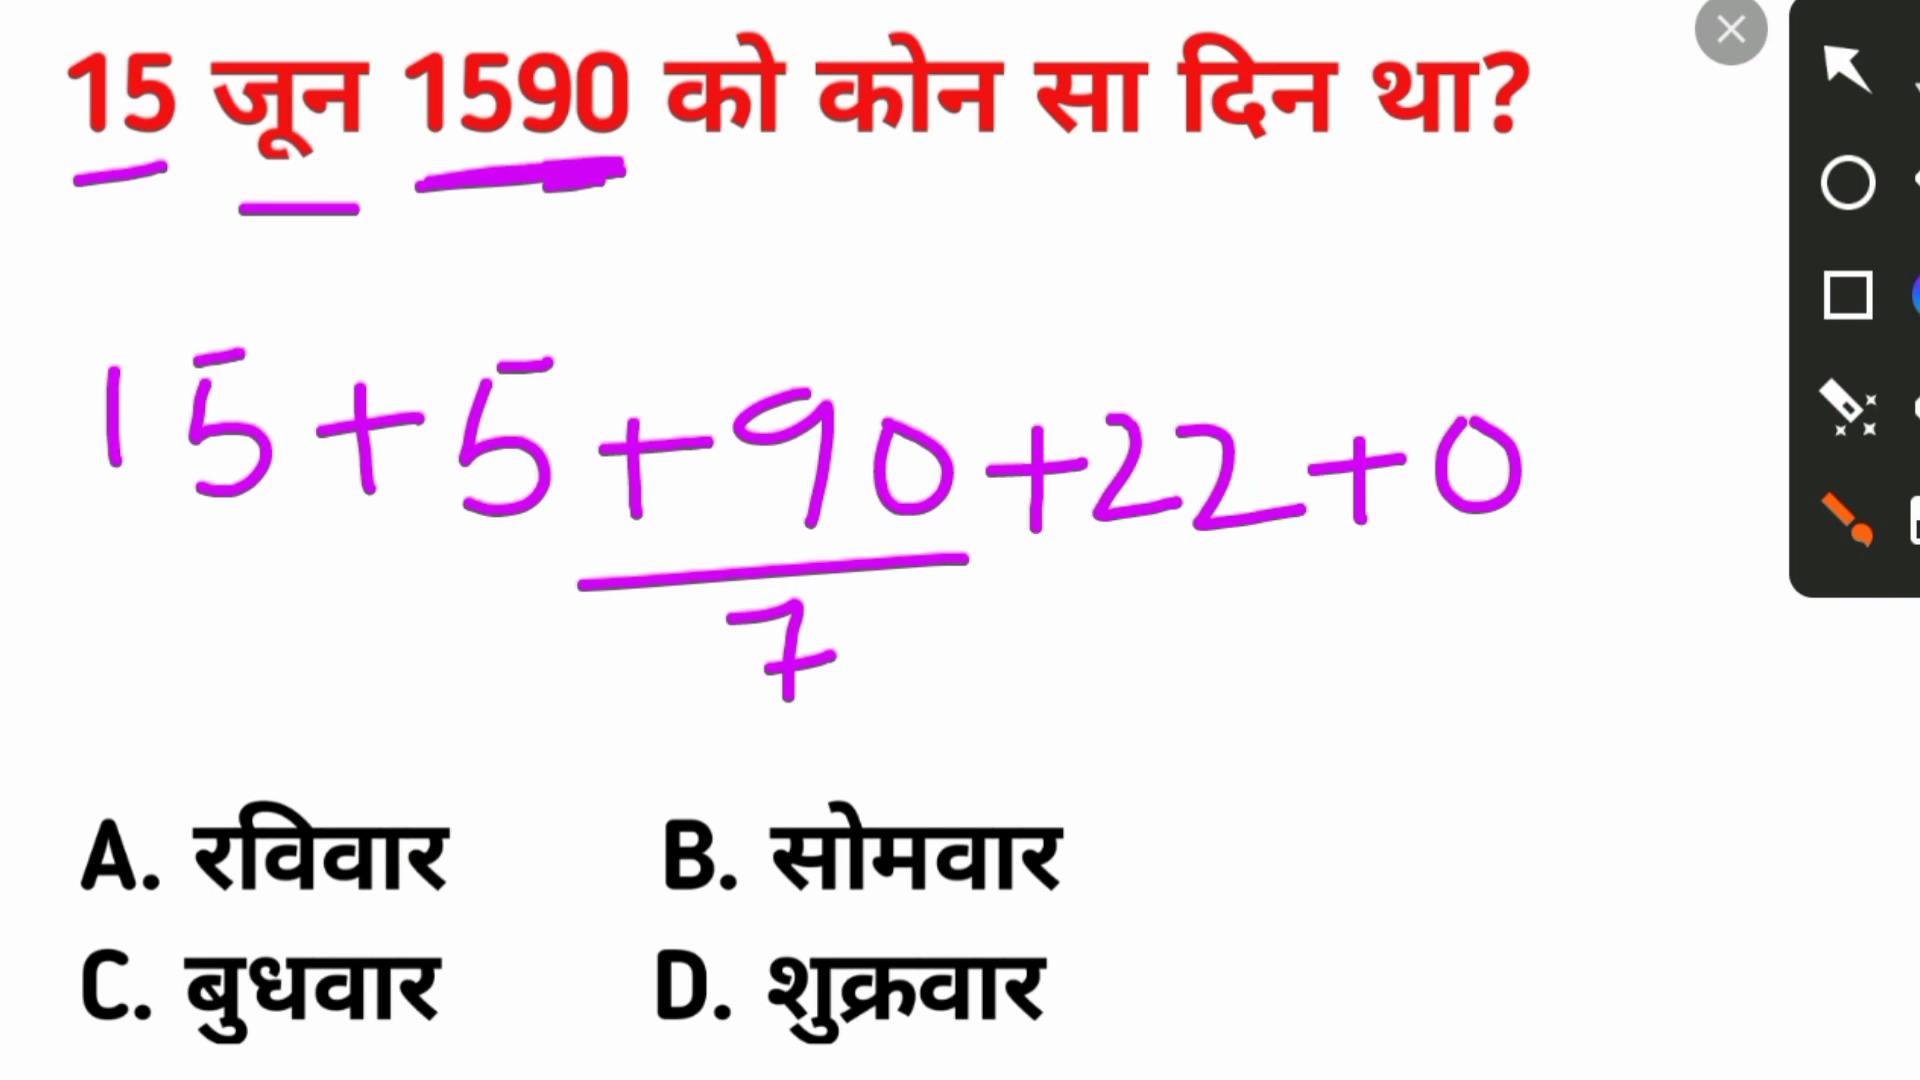 15 जून 1590 को कोन सा दिन था?
15+5+90+22+0
7
A. रविवार B. सोमवार
C. बुधवार D. शुक्रवार